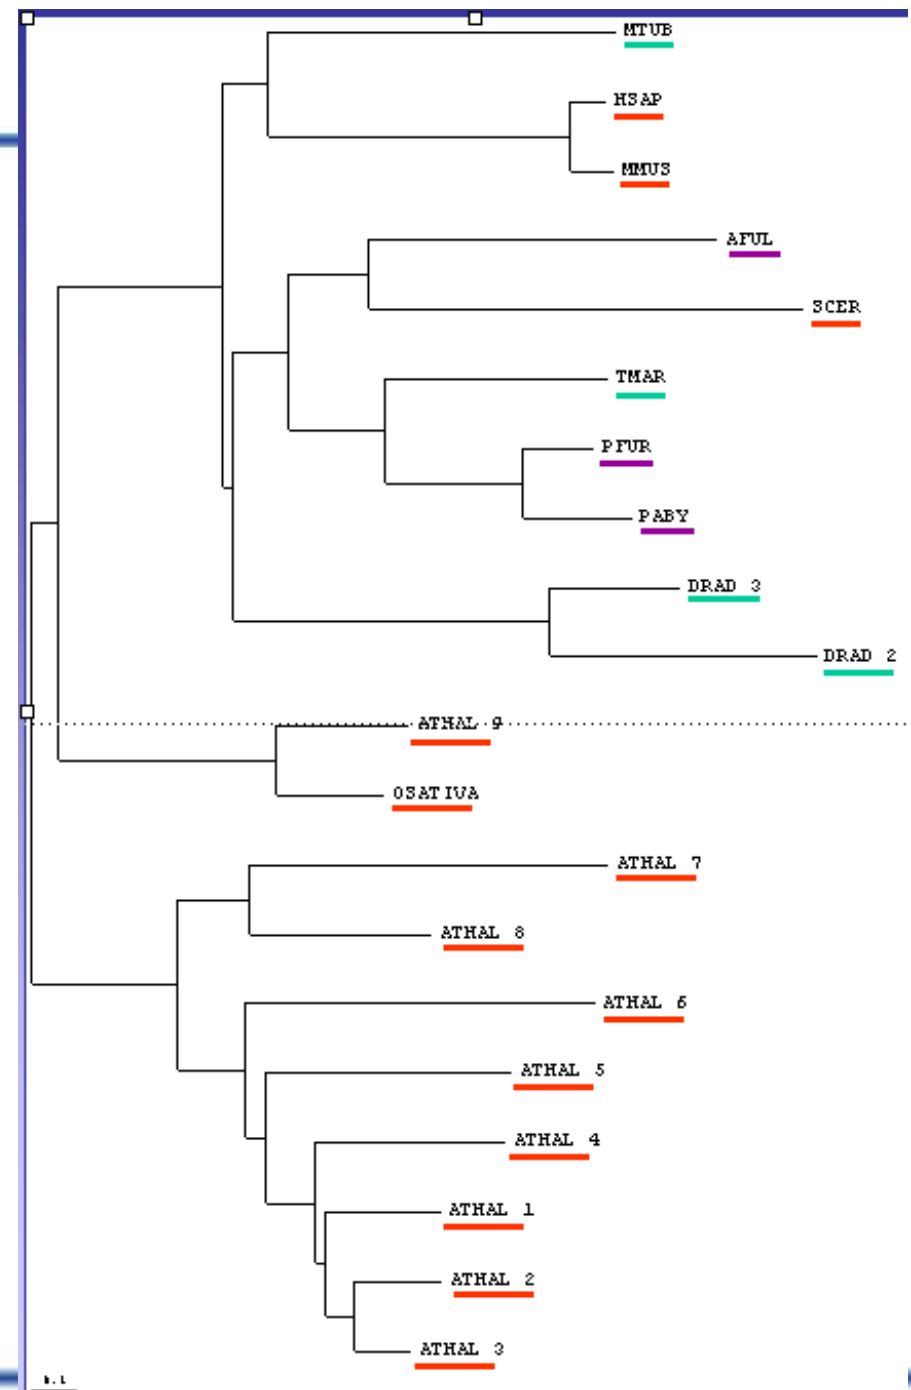 MTUB
HSAP
MMUS
AFUL
SCER
TMAR
PFUR
PABY
DRAD 3
DRAD 2
ATHAL 9
OSATIVA
ATHAL 7
ATHAL 8
ATHAL 6
ATHAL 5
ATHAL 4
ATHAL 1
ATHAL 2
ATHAL 3